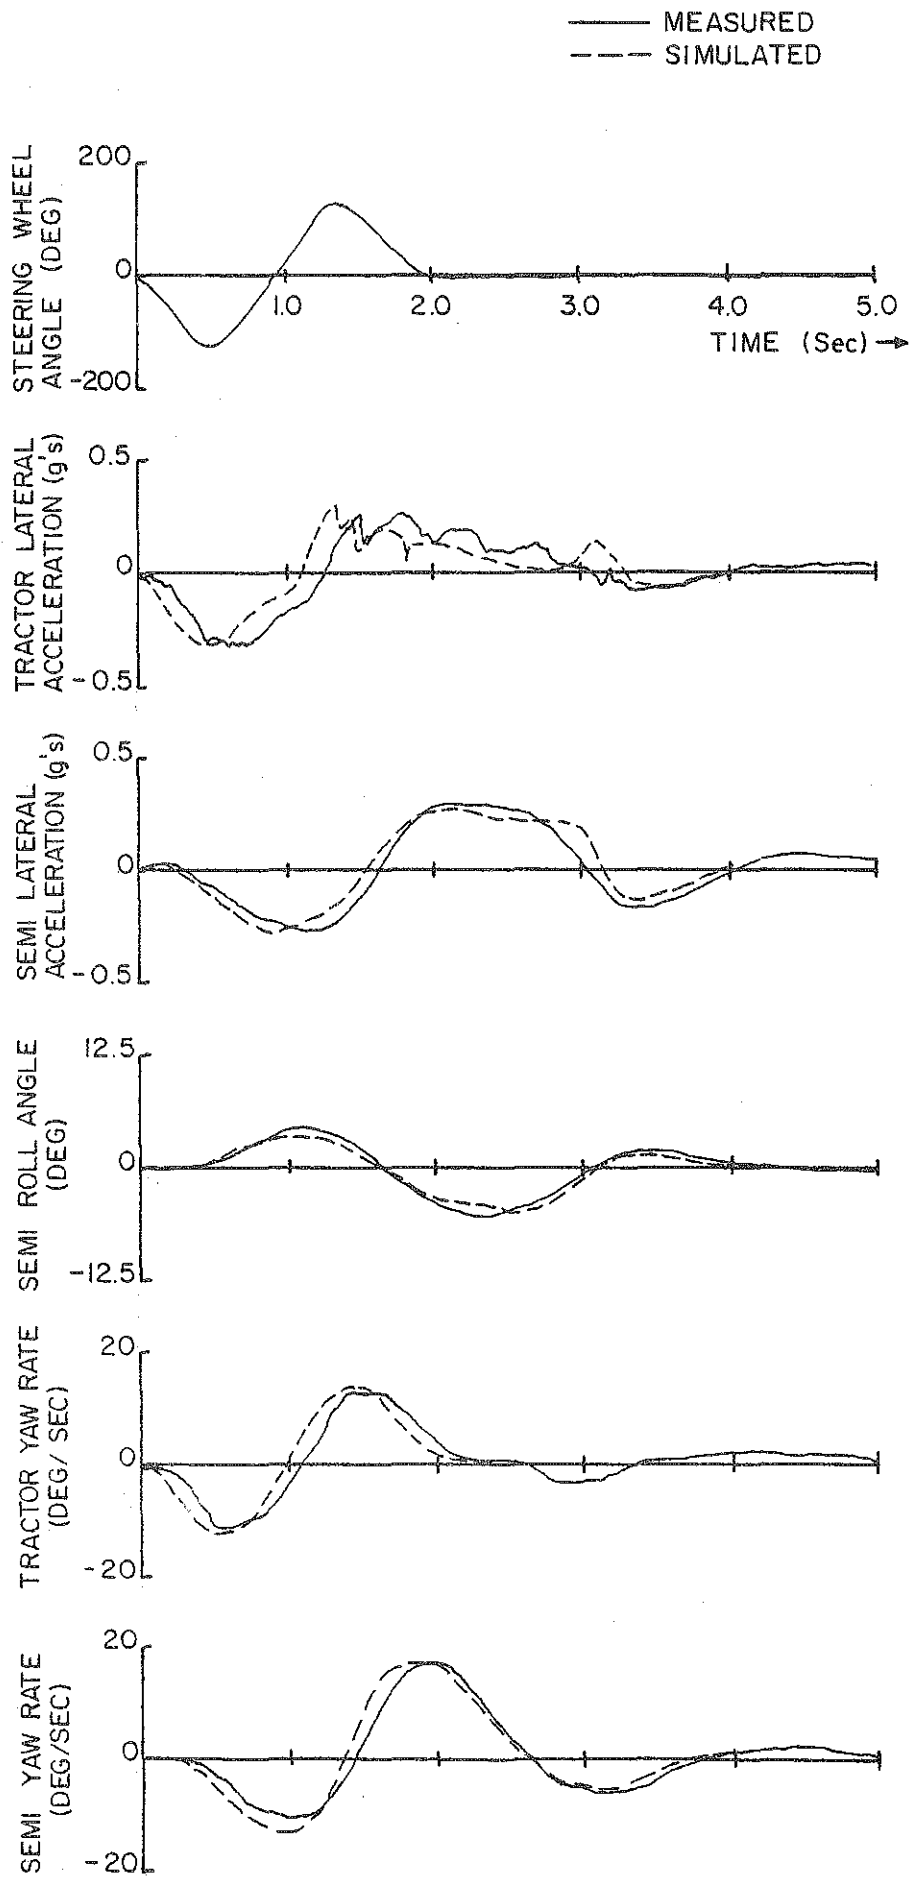 MEASURED
SIMULATED
STEERING WHEEL
ANGLE (DEG)
200
0
-200
1.0 2.0 3.0 4.0 5.0
TIME (Sec) →
TRACTOR LATERAL
ACCELERATION (g's)
0.5
0
-0.5
SEMI LATERAL
ACCELERATION (g's)
0.5
0
-0.5
SEMI ROLL ANGLE
(DEG)
12.5
0
-12.5
TRACTOR YAW RATE
(DEG/ SEC)
20
0
-20
SEMI YAW RATE
(DEG/SEC)
20
0
-20